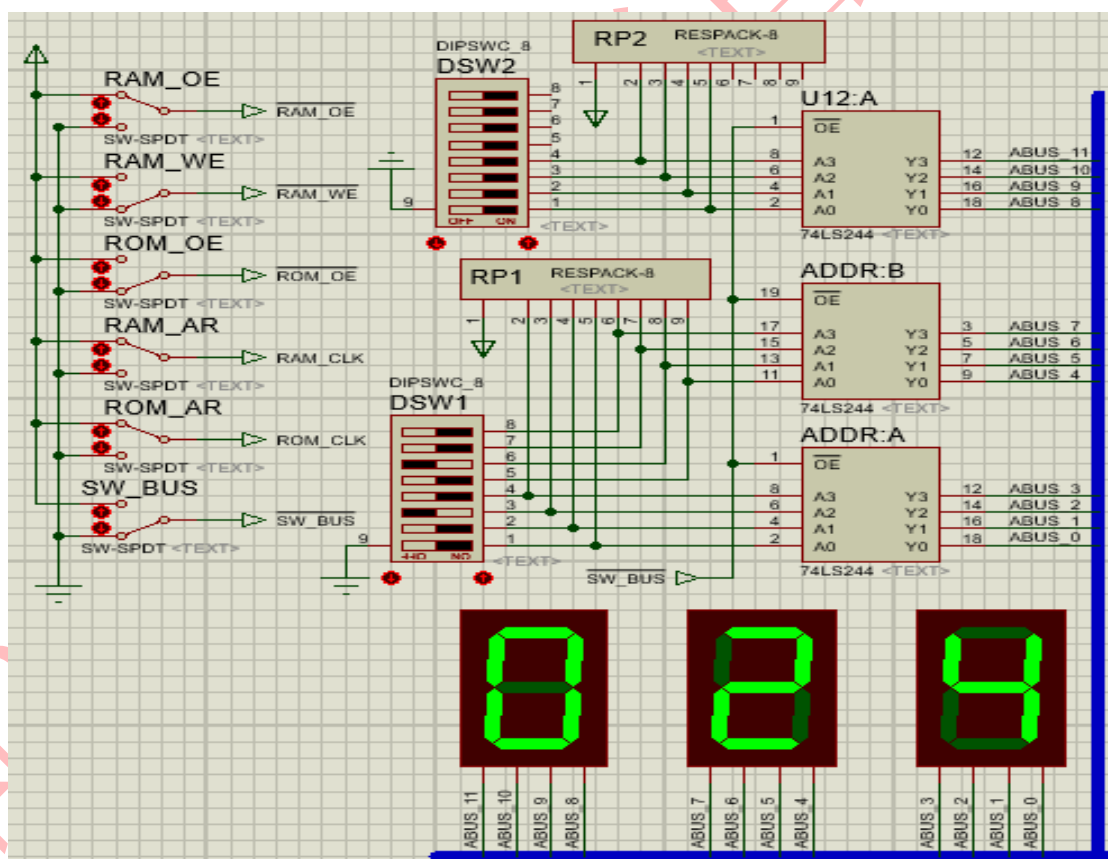 RAM_OE
RAM_OE
SW-SPDT <TEXT>
RAM_WE
RAM_WE
SW-SPDT <TEXT>
ROM_OE
ROM_OE
SW-SPDT <TEXT>
RAM_AR
RAM_CLK
SW-SPDT <TEXT>
ROM_AR
ROM_CLK
SW-SPDT <TEXT>
SW_BUS
SW_BUS
SW-SPDT <TEXT>
DIPSWC_8
DSW2
8
7
6
5
4
3
2
1
9
OFF ON
<TEXT>
RP2 RESPACK-8
<TEXT>
1 2 3 4 5 6 7 8 9
U12:A
1 OE
8 A3 Y3 12 ABUS_11
6 A2 Y2 14 ABUS_10
4 A1 Y1 16 ABUS_9
2 A0 Y0 18 ABUS_8
74LS244 <TEXT>
RP1 RESPACK-8
<TEXT>
1 2 3 4 5 6 7 8 9
ADDR:B
19 OE
17 A3 Y3 3 ABUS_7
15 A2 Y2 5 ABUS_6
13 A1 Y1 7 ABUS_5
11 A0 Y0 9 ABUS_4
74LS244 <TEXT>
DIPSWC_8
DSW1
8
7
6
5
4
3
2
1
9
OFF ON
<TEXT>
ADDR:A
1 OE
8 A3 Y3 12 ABUS_3
6 A2 Y2 14 ABUS_2
4 A1 Y1 16 ABUS_1
2 A0 Y0 18 ABUS_0
74LS244 <TEXT>
SW_BUS
0 2 4
ABUS_11 ABUS_10 ABUS_9 ABUS_8
ABUS_7 ABUS_6 ABUS_5 ABUS_4
ABUS_3 ABUS_2 ABUS_1 ABUS_0